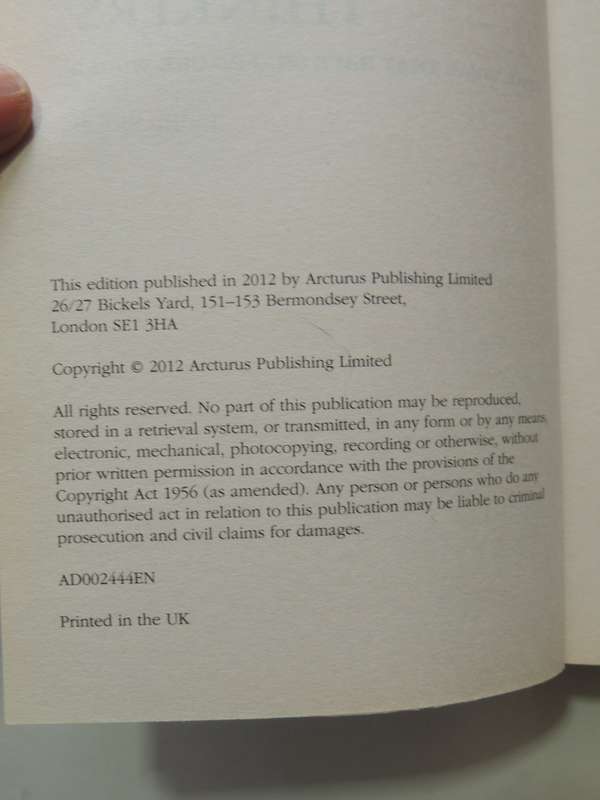 This edition published in 2012 by Arcturus Publishing Limited
26/27 Bickels Yard, 151–153 Bermondsey Street,
London SE1 3HA
Copyright © 2012 Arcturus Publishing Limited
All rights reserved. No part of this publication may be reproduced,
stored in a retrieval system, or transmitted, in any form or by any means,
electronic, mechanical, photocopying, recording or otherwise, without
prior written permission in accordance with the provisions of the
Copyright Act 1956 (as amended). Any person or persons who do any
unauthorised act in relation to this publication may be liable to criminal
prosecution and civil claims for damages.
AD002444EN
Printed in the UK